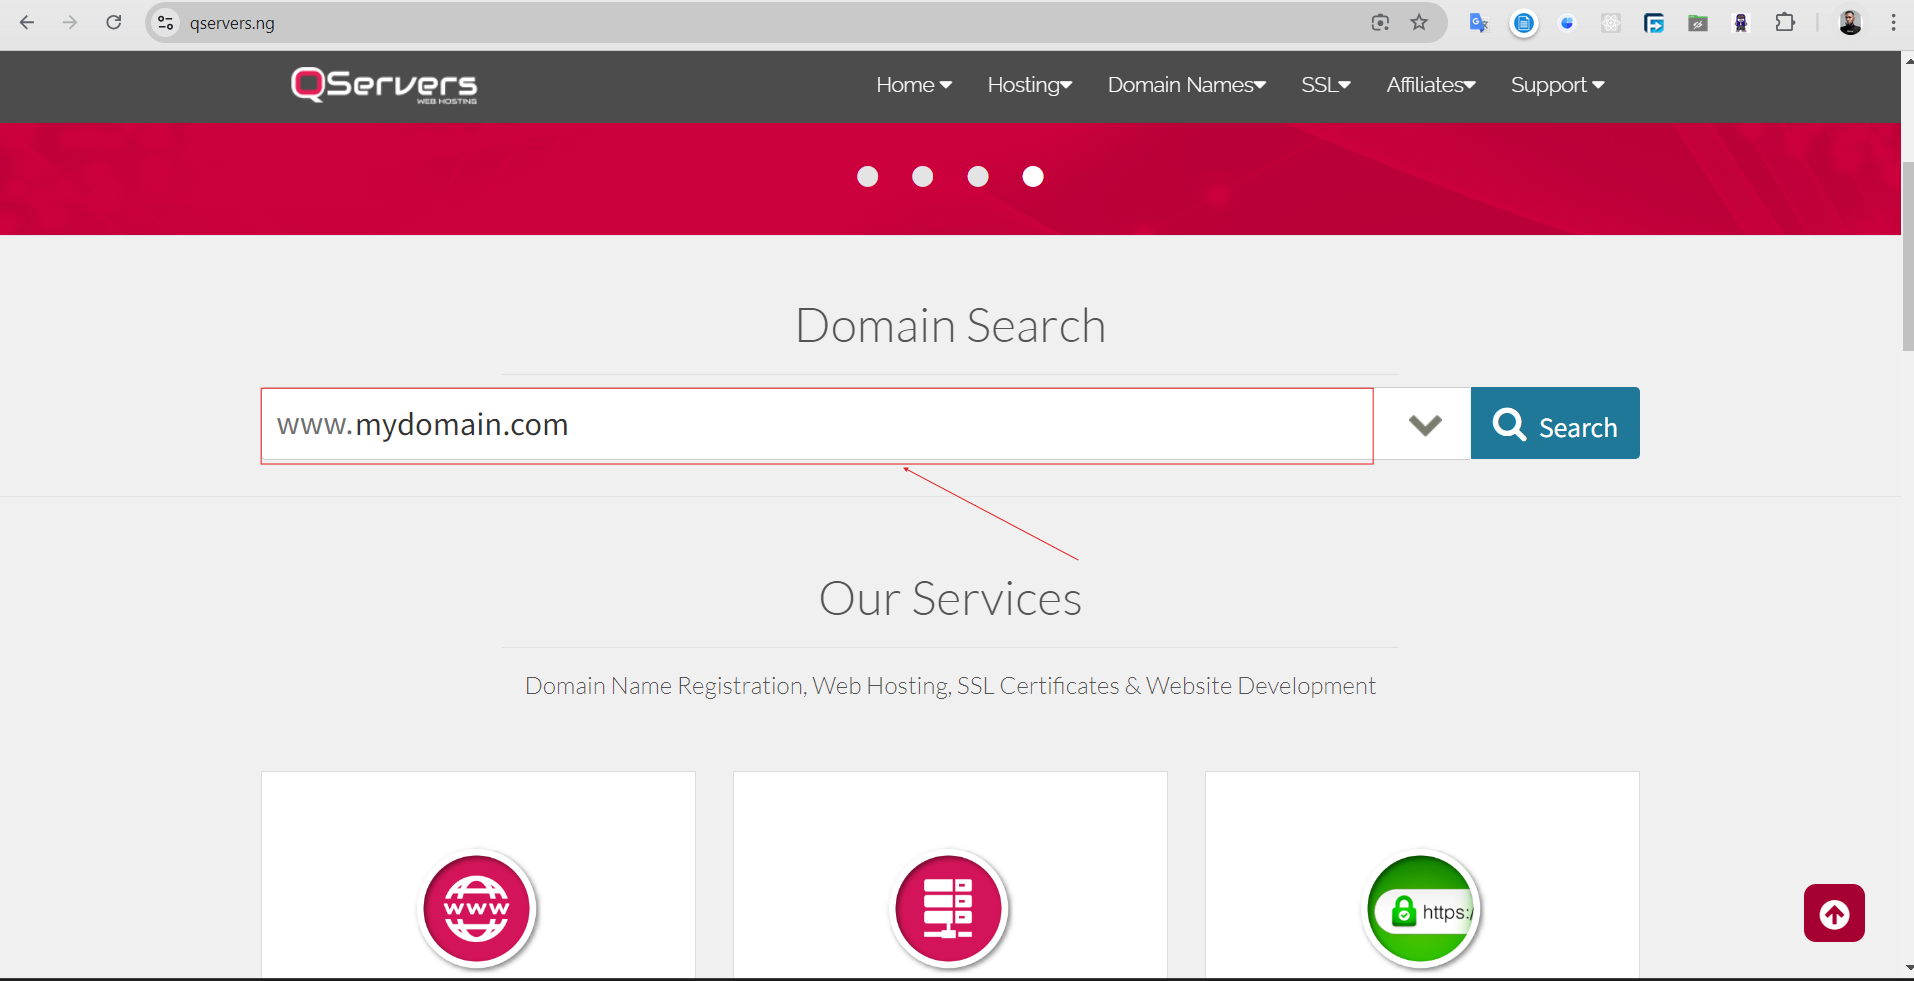 qservers.ng
QServers
WEB HOSTING
Home Hosting Domain Names SSL Affiliates Support
Domain Search
www.mydomain.com
Search
Our Services
Domain Name Registration, Web Hosting, SSL Certificates & Website Development
www
https:/